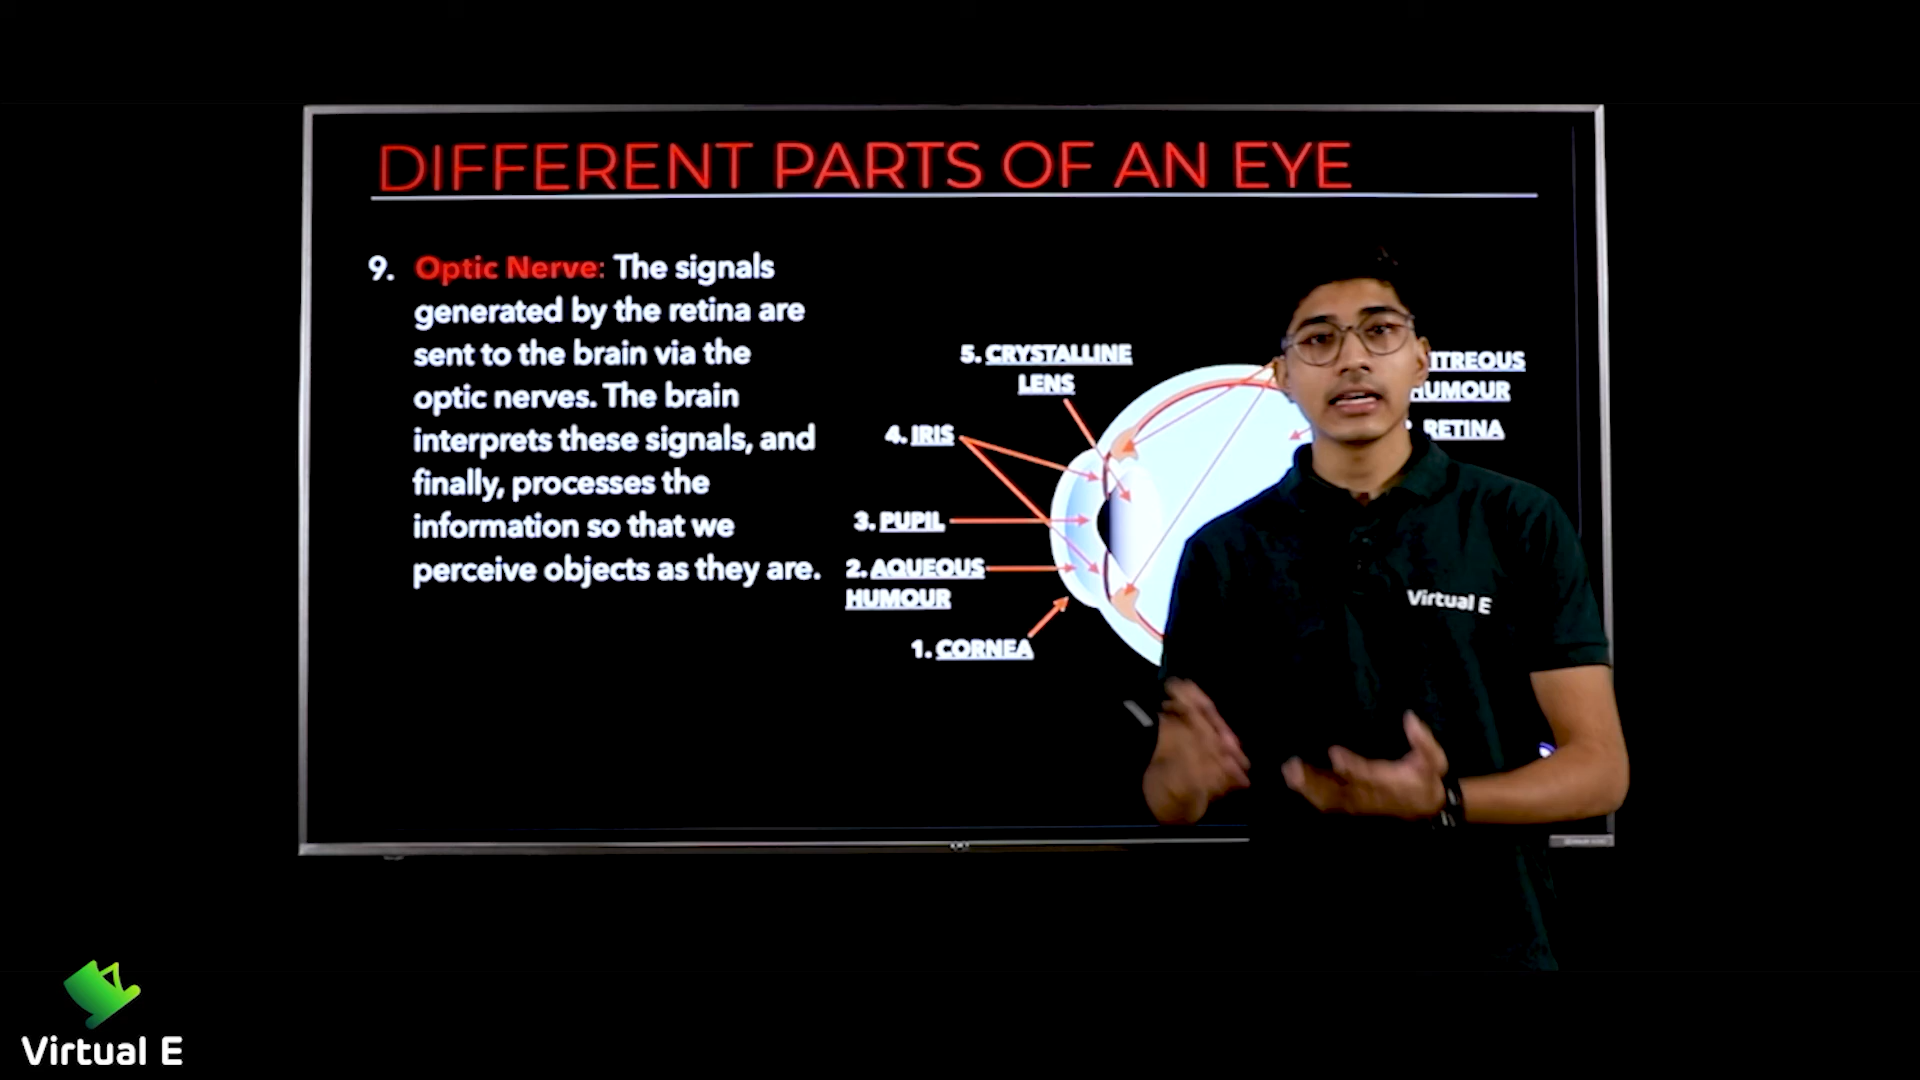 DIFFERENT PARTS OF AN EYE
9. Optic Nerve: The signals
generated by the retina are
sent to the brain via the
optic nerves. The brain
interprets these signals, and
finally, processes the
information so that we
perceive objects as they are.
5. CRYSTALLINE
LENS
4. IRIS
3. PUPIL
2. AQUEOUS
HUMOUR
1. CORNEA
ITREOUS
HUMOUR
RETINA
Virtual E
Virtual E